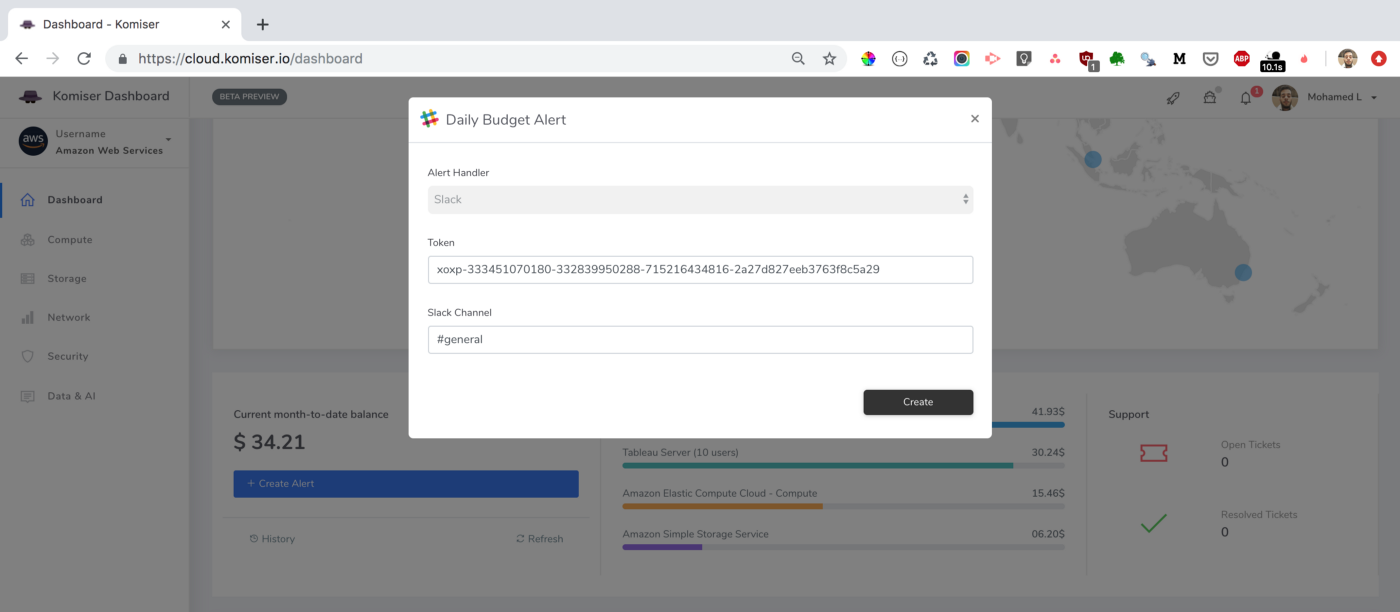 Dashboard - Komiser
https://cloud.komiser.io/dashboard
1
M
ABP
10.1s
Komiser Dashboard
BETA PREVIEW
1
Mohamed L
aws
Username
Amazon Web Services
Dashboard
Compute
Storage
Network
Security
Data & AI
Daily Budget Alert
Alert Handler
Slack
Token
xoxp-333451070180-332839950288-715216434816-2a27d827eeb3763f8c5a29
Slack Channel
#general
Create
Current month-to-date balance
$ 34.21
+ Create Alert
History
Refresh
41.93$
Tableau Server (10 users)
30.24$
Amazon Elastic Compute Cloud - Compute
15.46$
Amazon Simple Storage Service
06.20$
Support
Open Tickets
0
Resolved Tickets
0